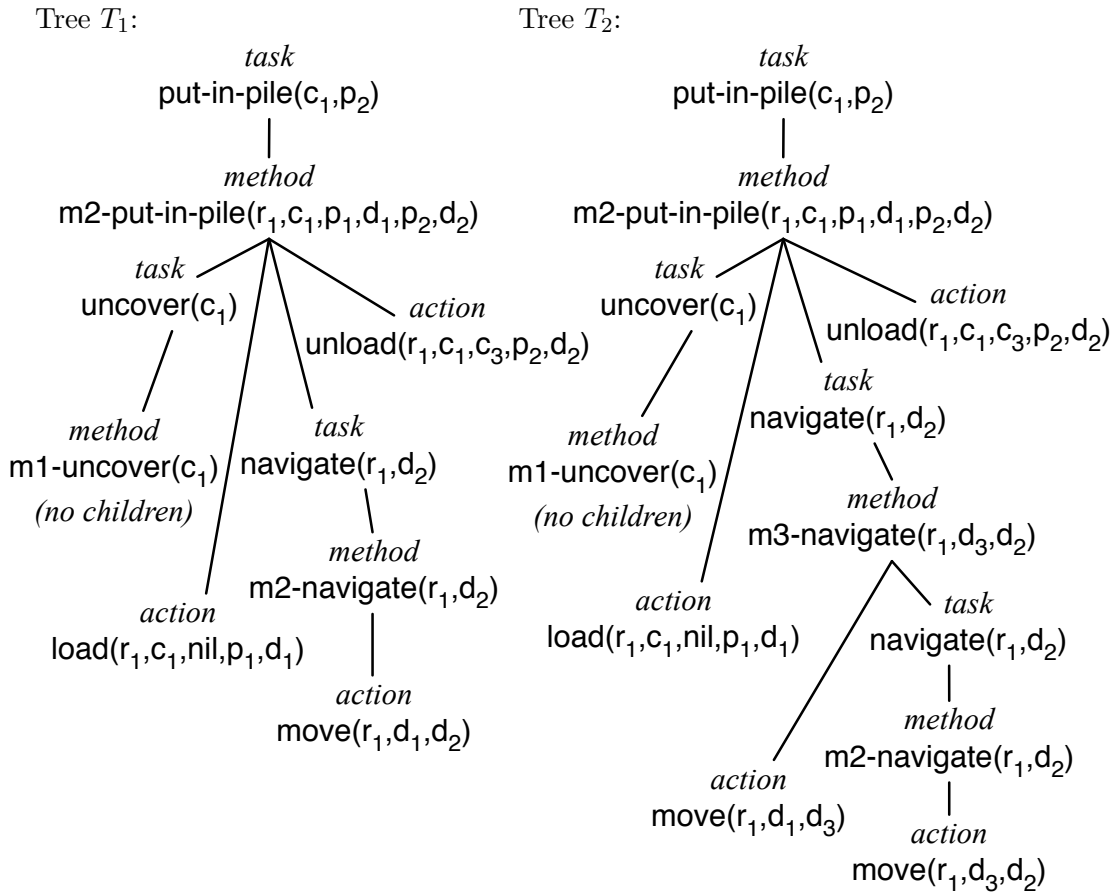 Tree T₁:
task
put-in-pile(c₁,p₂)
method
m2-put-in-pile(r₁,c₁,p₁,d₁,p₂,d₂)
task
uncover(c₁)
action
unload(r₁,c₁,c₃,p₂,d₂)
method
m1-uncover(c₁)
(no children)
task
navigate(r₁,d₂)
method
m2-navigate(r₁,d₂)
action
load(r₁,c₁,nil,p₁,d₁)
action
move(r₁,d₁,d₂)
Tree T₂:
task
put-in-pile(c₁,p₂)
method
m2-put-in-pile(r₁,c₁,p₁,d₁,p₂,d₂)
task
uncover(c₁)
action
unload(r₁,c₁,c₃,p₂,d₂)
task
navigate(r₁,d₂)
method
m1-uncover(c₁)
(no children)
method
m3-navigate(r₁,d₃,d₂)
action
load(r₁,c₁,nil,p₁,d₁)
task
navigate(r₁,d₂)
method
m2-navigate(r₁,d₂)
action
move(r₁,d₁,d₃)
action
move(r₁,d₃,d₂)